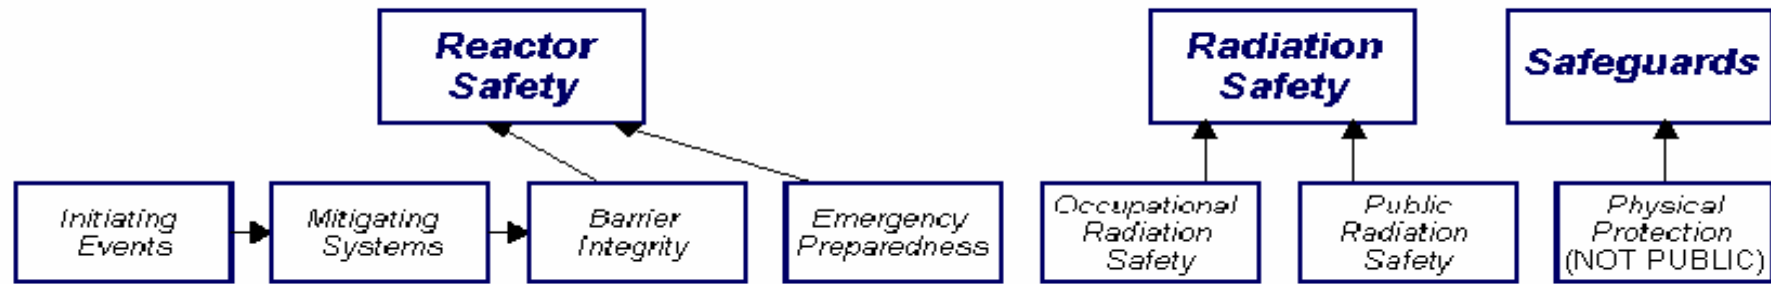 Reactor
Safety
Radiation
Safety
Safeguards
Initiating
Events
Mitigating
Systems
Barrier
Integrity
Emergency
Preparedness
Occupational
Radiation
Safety
Public
Radiation
Safety
Physical
Protection
(NOT PUBLIC)